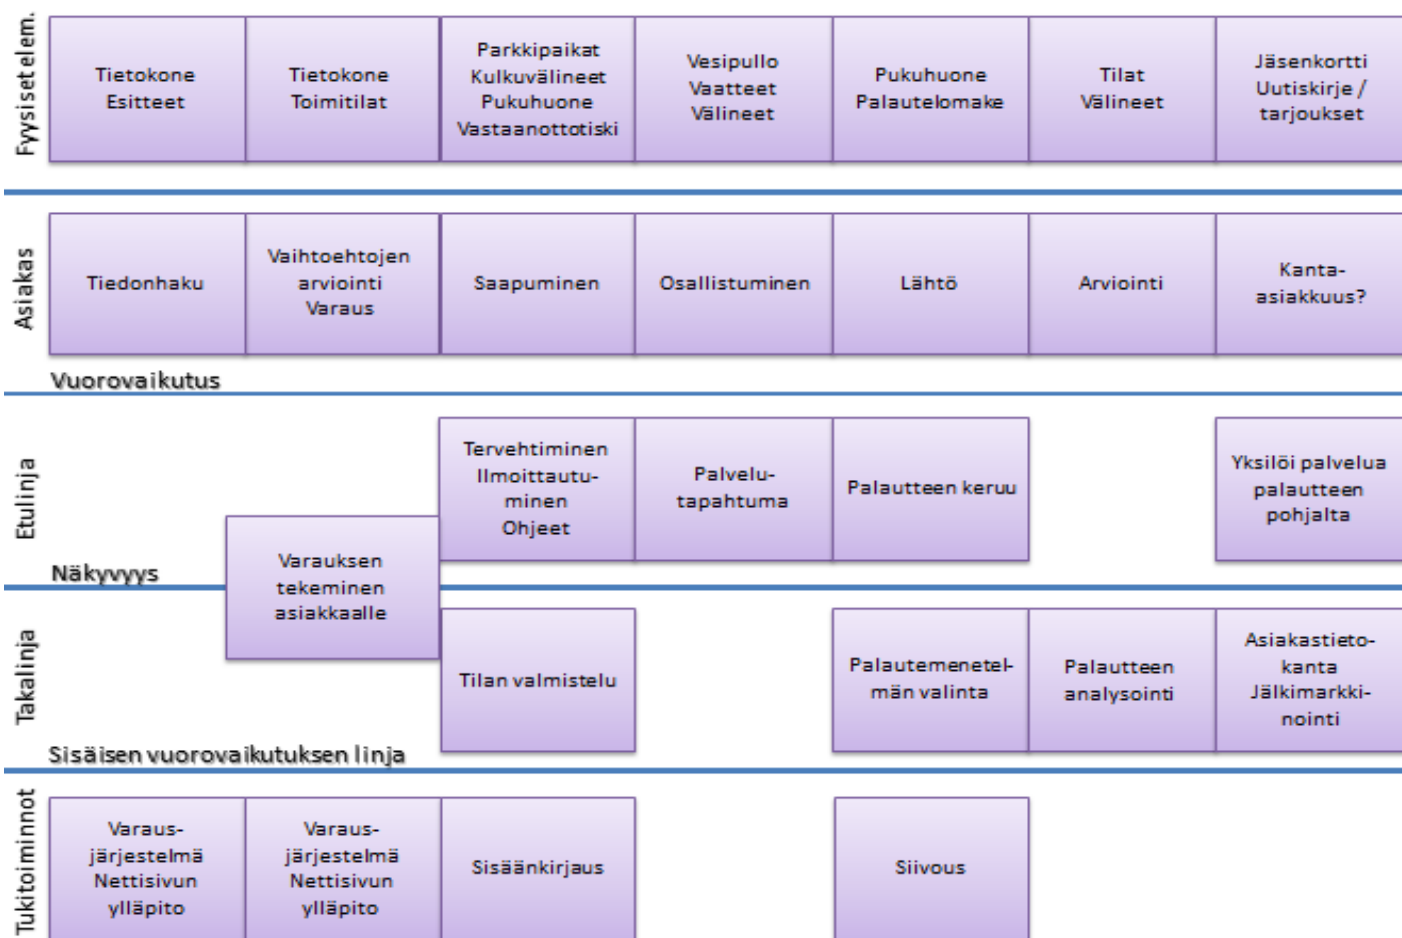 Fyysiset elem.
Tietokone
Esitteet
Tietokone
Toimitilat
Parkkipaikat
Kulkuvälineet
Pukuhuone
Vastaanottotiski
Vesipullo
Vaatteet
Välineet
Pukuhuone
Palautelomake
Tilat
Välineet
Jäsenkortti
Uutiskirje /
tarjoukset
Asiakas
Tiedonhaku
Vaihtoehtojen
arviointi
Varaus
Saapuminen
Osallistuminen
Lähtö
Arviointi
Kanta-
asiakkuus?
Vuorovaikutus
Etulinja
Tervehtiminen
Ilmoittautu-
minen
Ohjeet
Palvelu-
tapahtuma
Palautteen keruu
Yksilöi palvelua
palautteen
pohjalta
Varauksen
tekeminen
asiakkaalle
Näkyvyys
Takalinja
Tilan valmistelu
Palautemenetel-
män valinta
Palautteen
analysointi
Asiakastieto-
kanta
Jälkimarkki-
nointi
Sisäisen vuorovaikutuksen linja
Tukitoiminnot
Varaus-
järjestelmä
Nettisivun
ylläpito
Varaus-
järjestelmä
Nettisivun
ylläpito
Sisäänkirjaus
Siivous